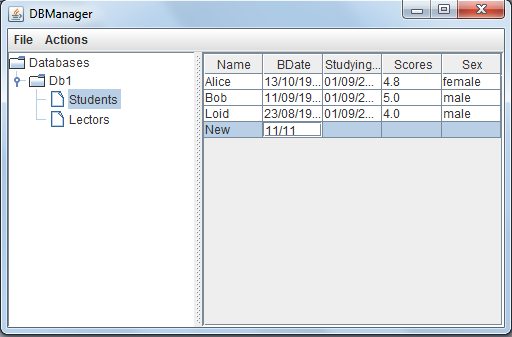 DBManager
File Actions
Databases
Db1
Students
Lectors
Name BDate Studying... Scores Sex
Alice 13/10/19... 01/09/2... 4.8 female
Bob 11/09/19... 01/09/2... 5.0 male
Loid 23/08/19... 01/09/2... 4.0 male
New 11/11